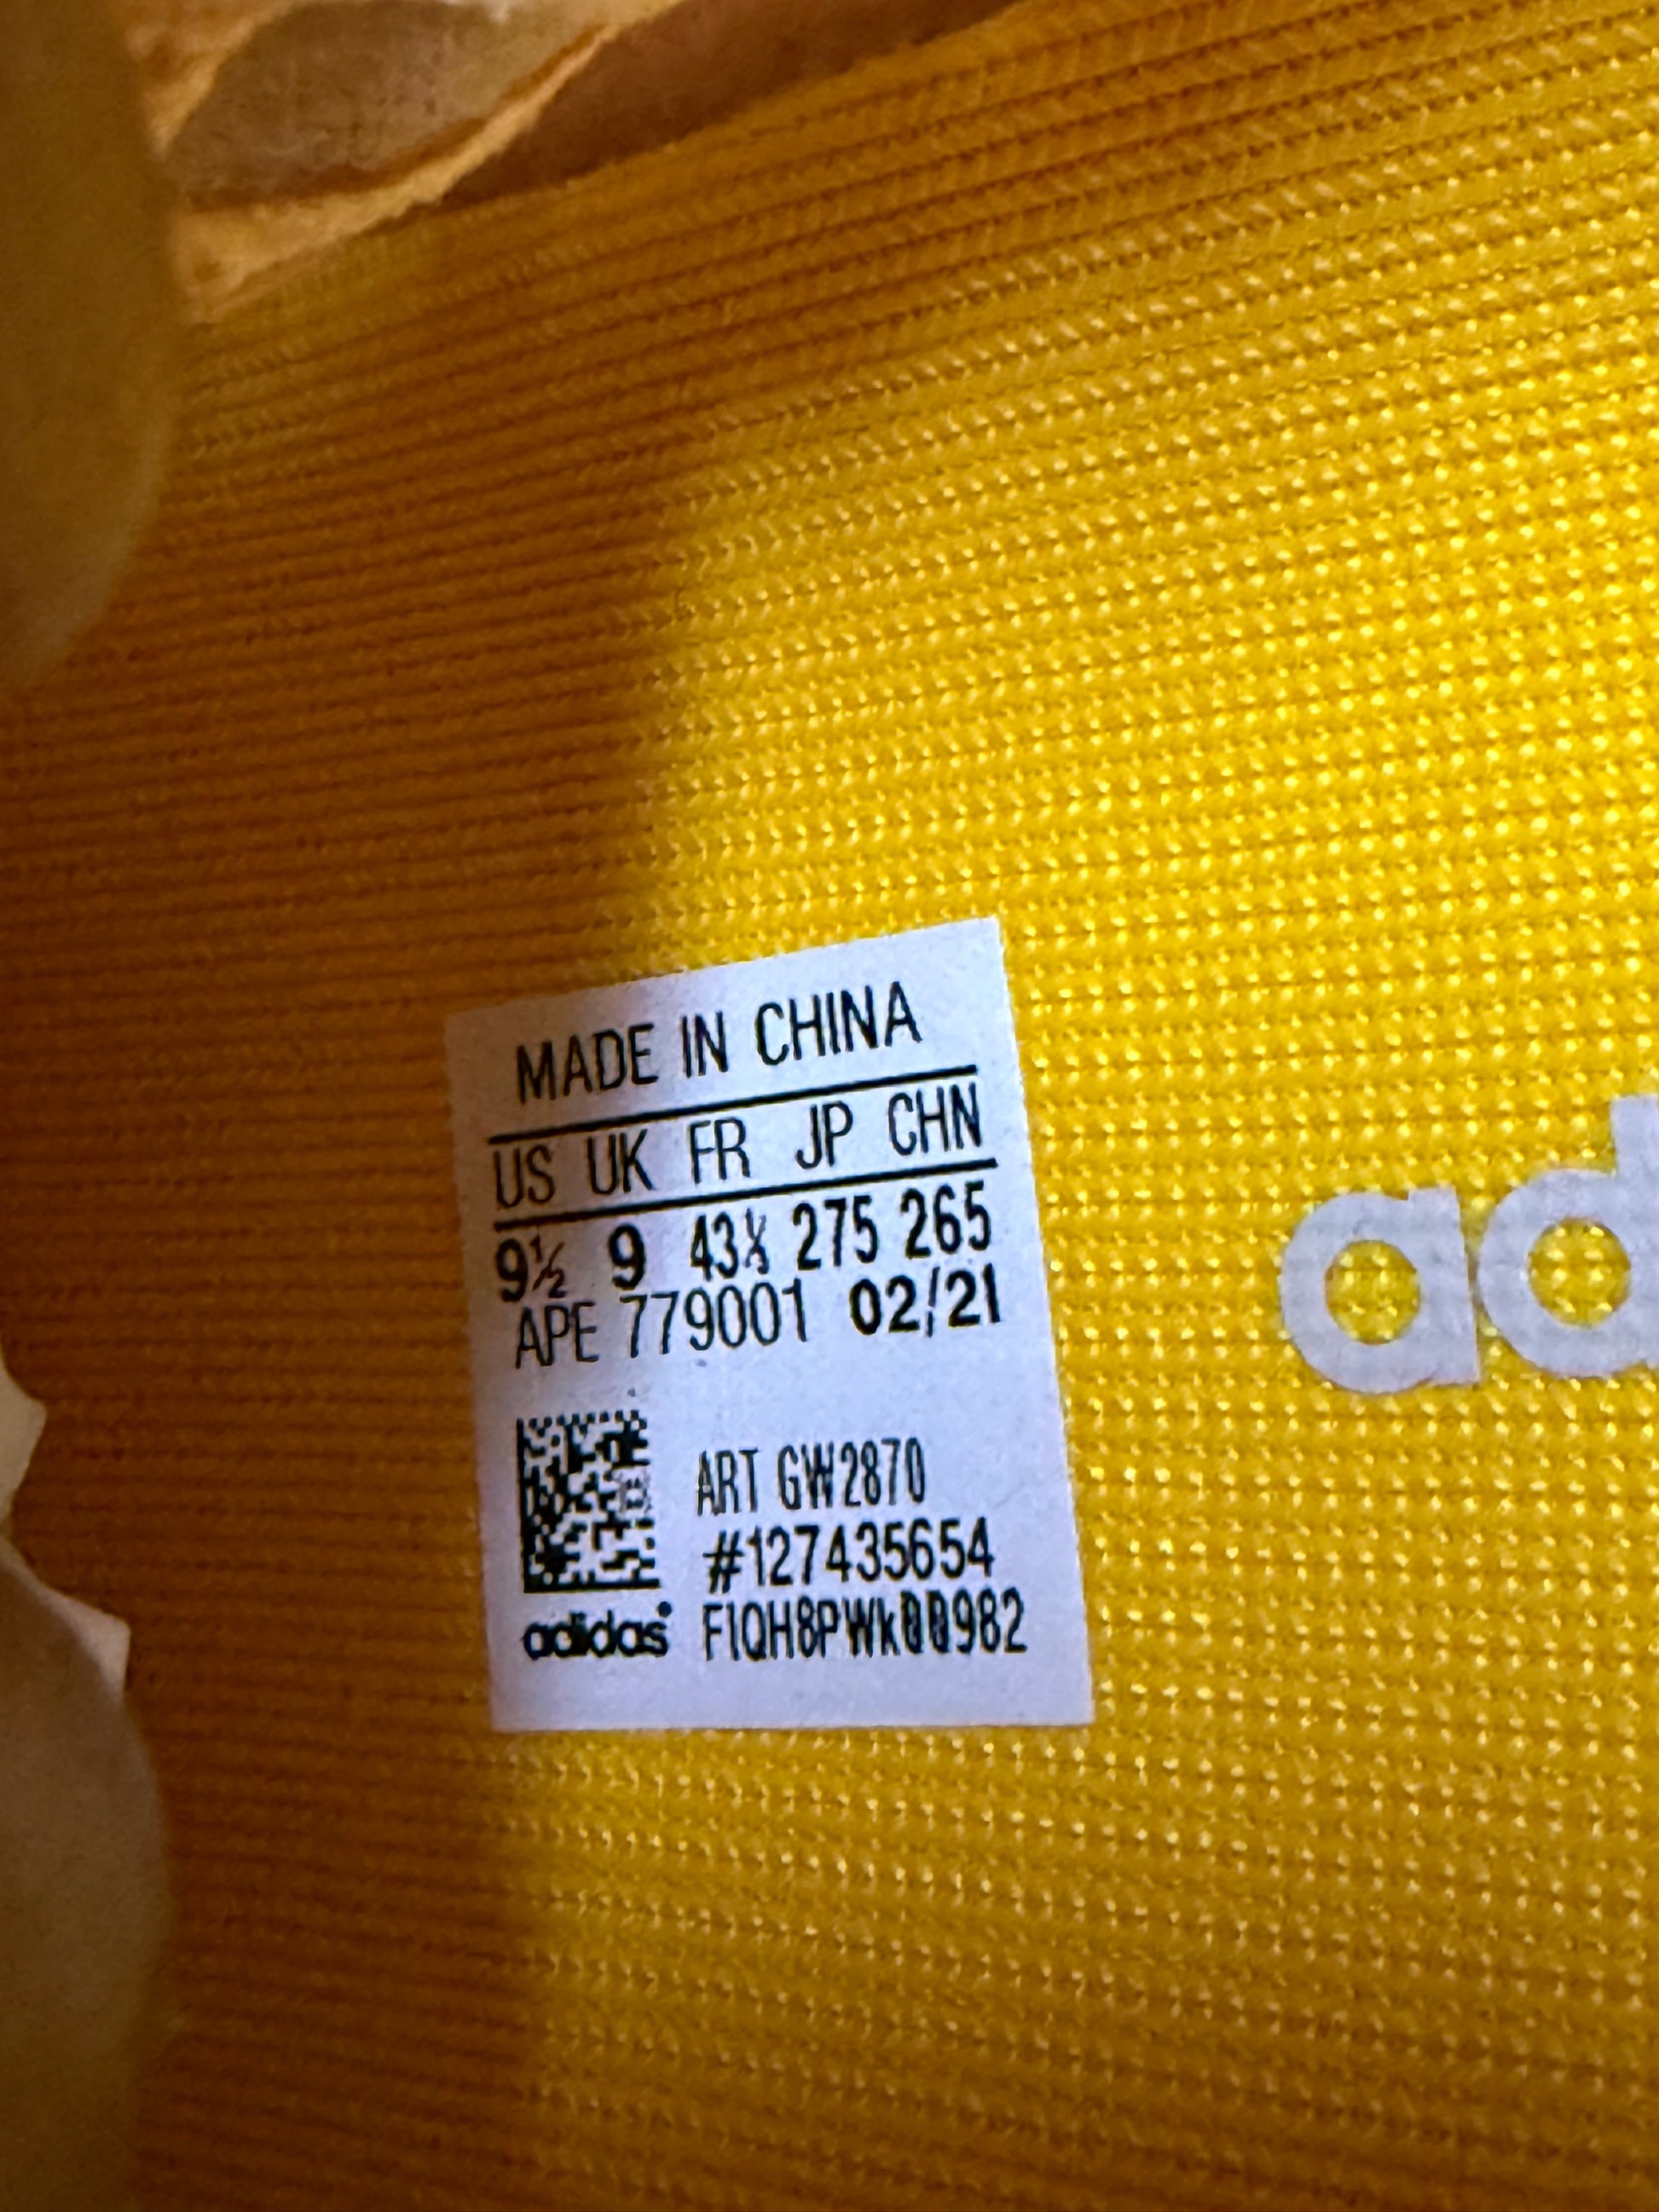 MADE IN CHINA
US UK FR JP CHN
9½ 9 43⅓ 275 265
APE 779001 02/21
ART GW2870
#127435654
adidas®
ad